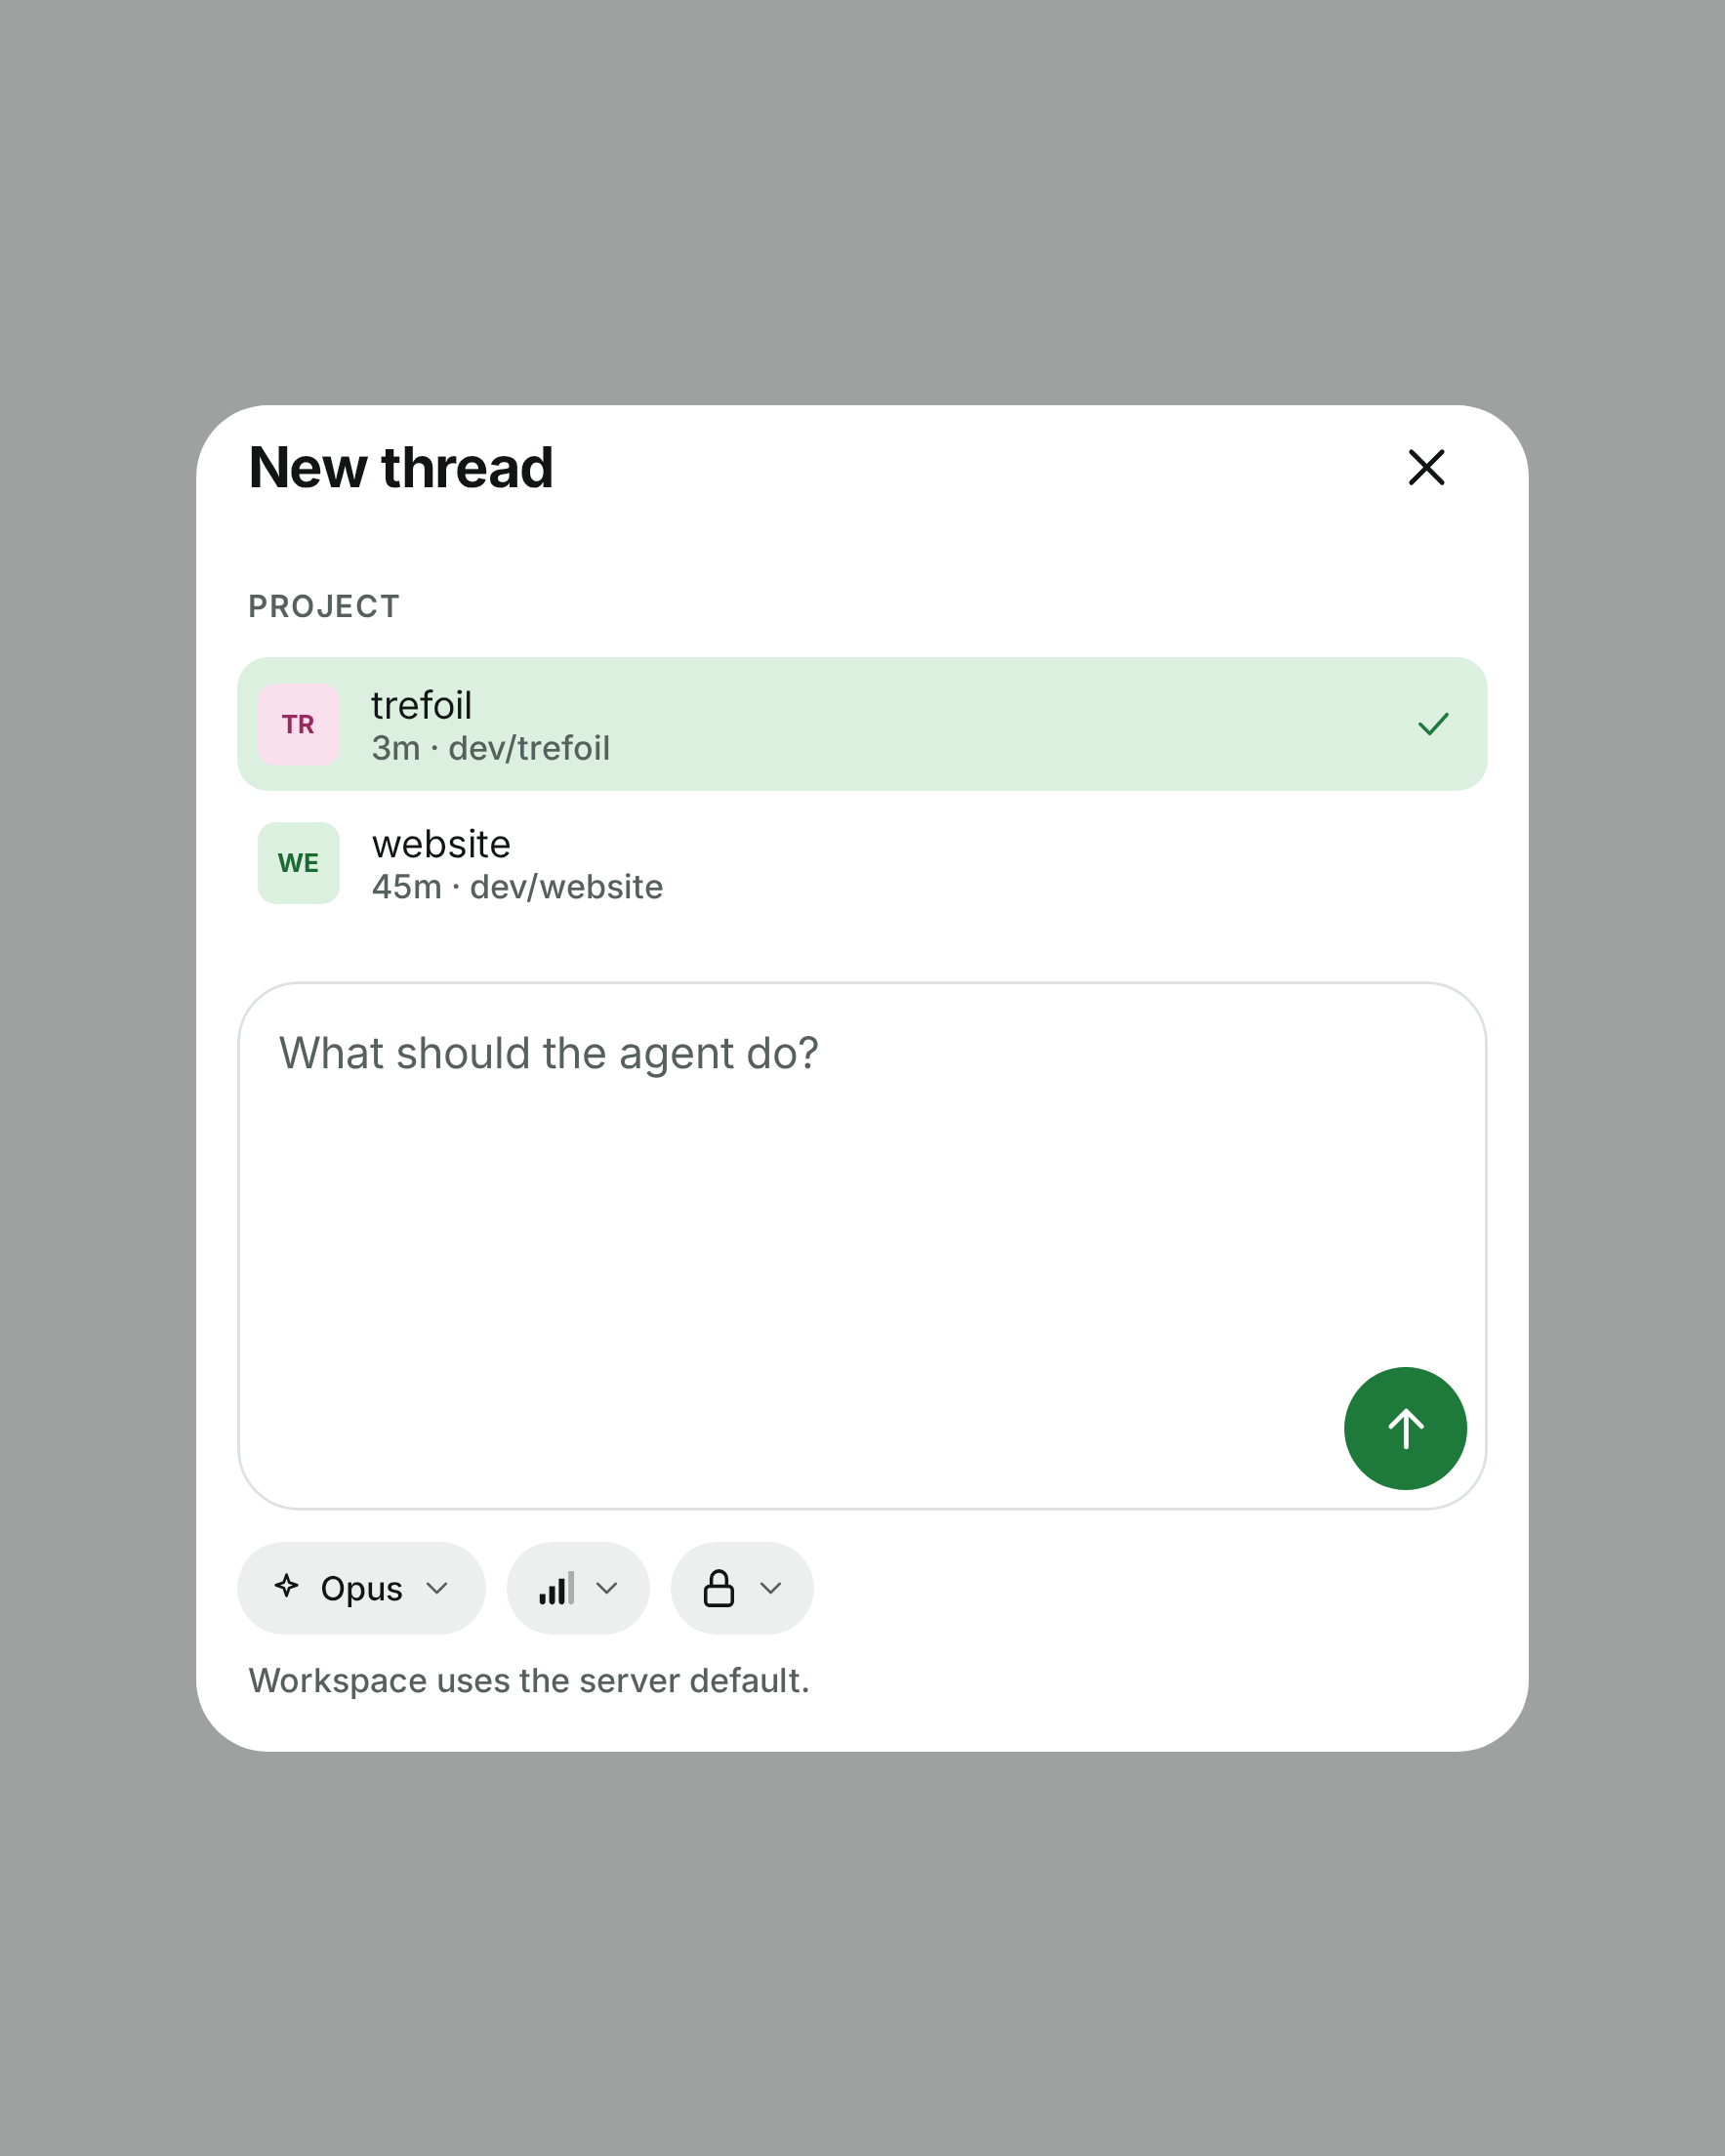 New thread
PROJECT
TR
trefoil
3m · dev/trefoil
WE
website
45m · dev/website
What should the agent do?
Opus
Workspace uses the server default.